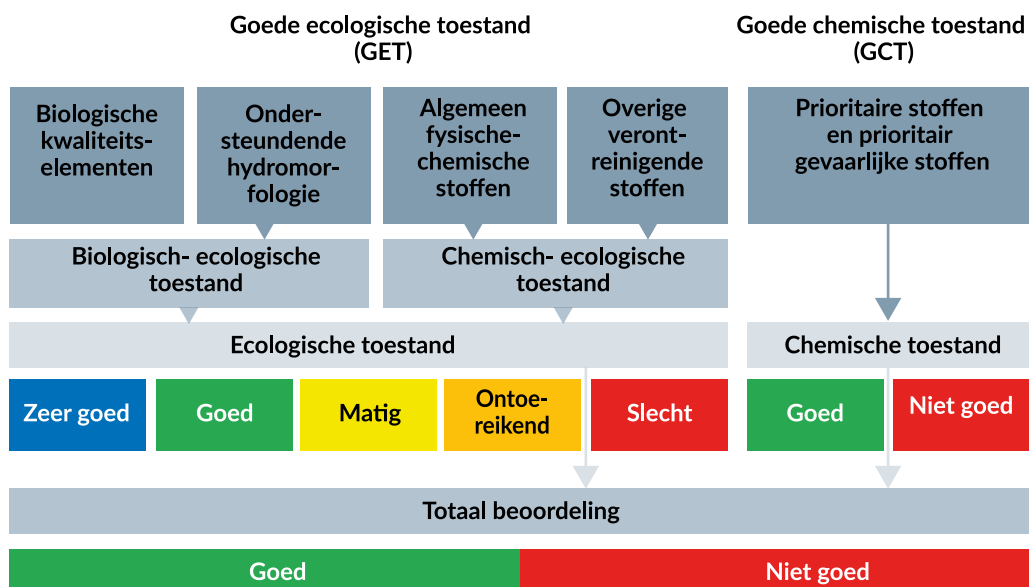 Goede ecologische toestand
(GET)
Goede chemische toestand
(GCT)
Biologische
kwaliteits-
elementen
Onder-
steundende
hydromor-
fologie
Algemeen
fysische-
chemische
stoffen
Overige
veront-
reinigende
stoffen
Prioritaire stoffen
en prioritair
gevaarlijke stoffen
Biologisch- ecologische
toestand
Chemisch- ecologische
toestand
Ecologische toestand
Chemische toestand
Zeer goed
Goed
Matig
Ontoe-
reikend
Slecht
Goed
Niet goed
Totaal beoordeling
Goed
Niet goed